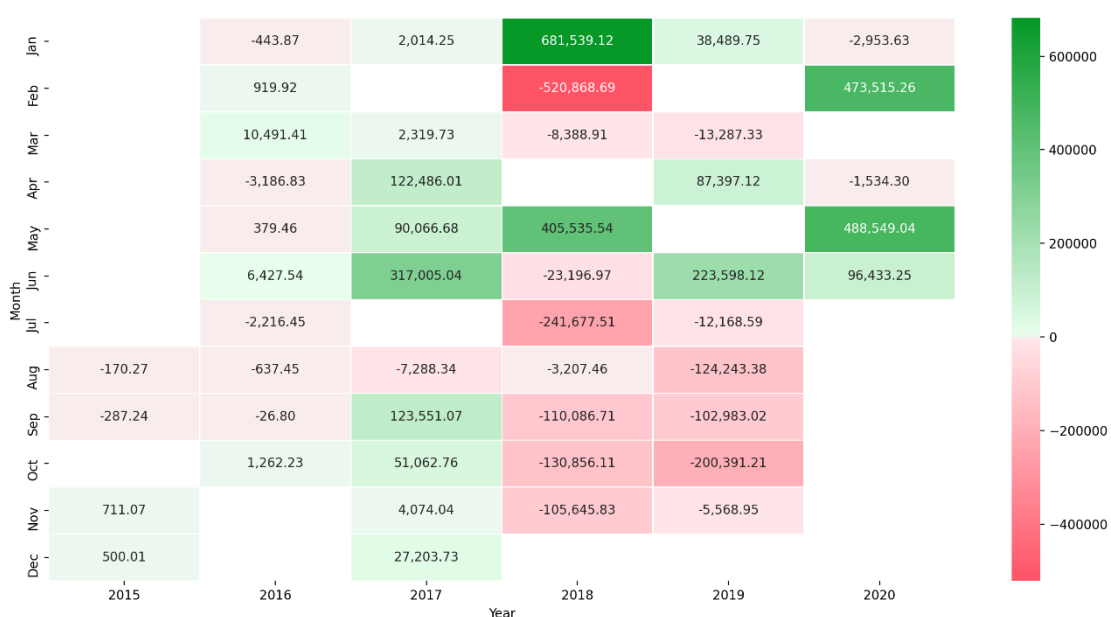 Jan -443.87 2,014.25 681,539.12 38,489.75 -2,953.63
600000
Feb 919.92 -520,868.69 473,515.26
Mar 10,491.41 2,319.73 -8,388.91 -13,287.33
400000
Apr -3,186.83 122,486.01 87,397.12 -1,534.30
May 379.46 90,066.68 405,535.54 488,549.04
200000
Jun 6,427.54 317,005.04 -23,196.97 223,598.12 96,433.25
Month
Jul -2,216.45 -241,677.51 -12,168.59
0
Aug -170.27 -637.45 -7,288.34 -3,207.46 -124,243.38
Sep -287.24 -26.80 123,551.07 -110,086.71 -102,983.02
−200000
Oct 1,262.23 51,062.76 -130,856.11 -200,391.21
Nov 711.07 4,074.04 -105,645.83 -5,568.95
−400000
Dec 500.01 27,203.73
2015 2016 2017 2018 2019 2020
Year